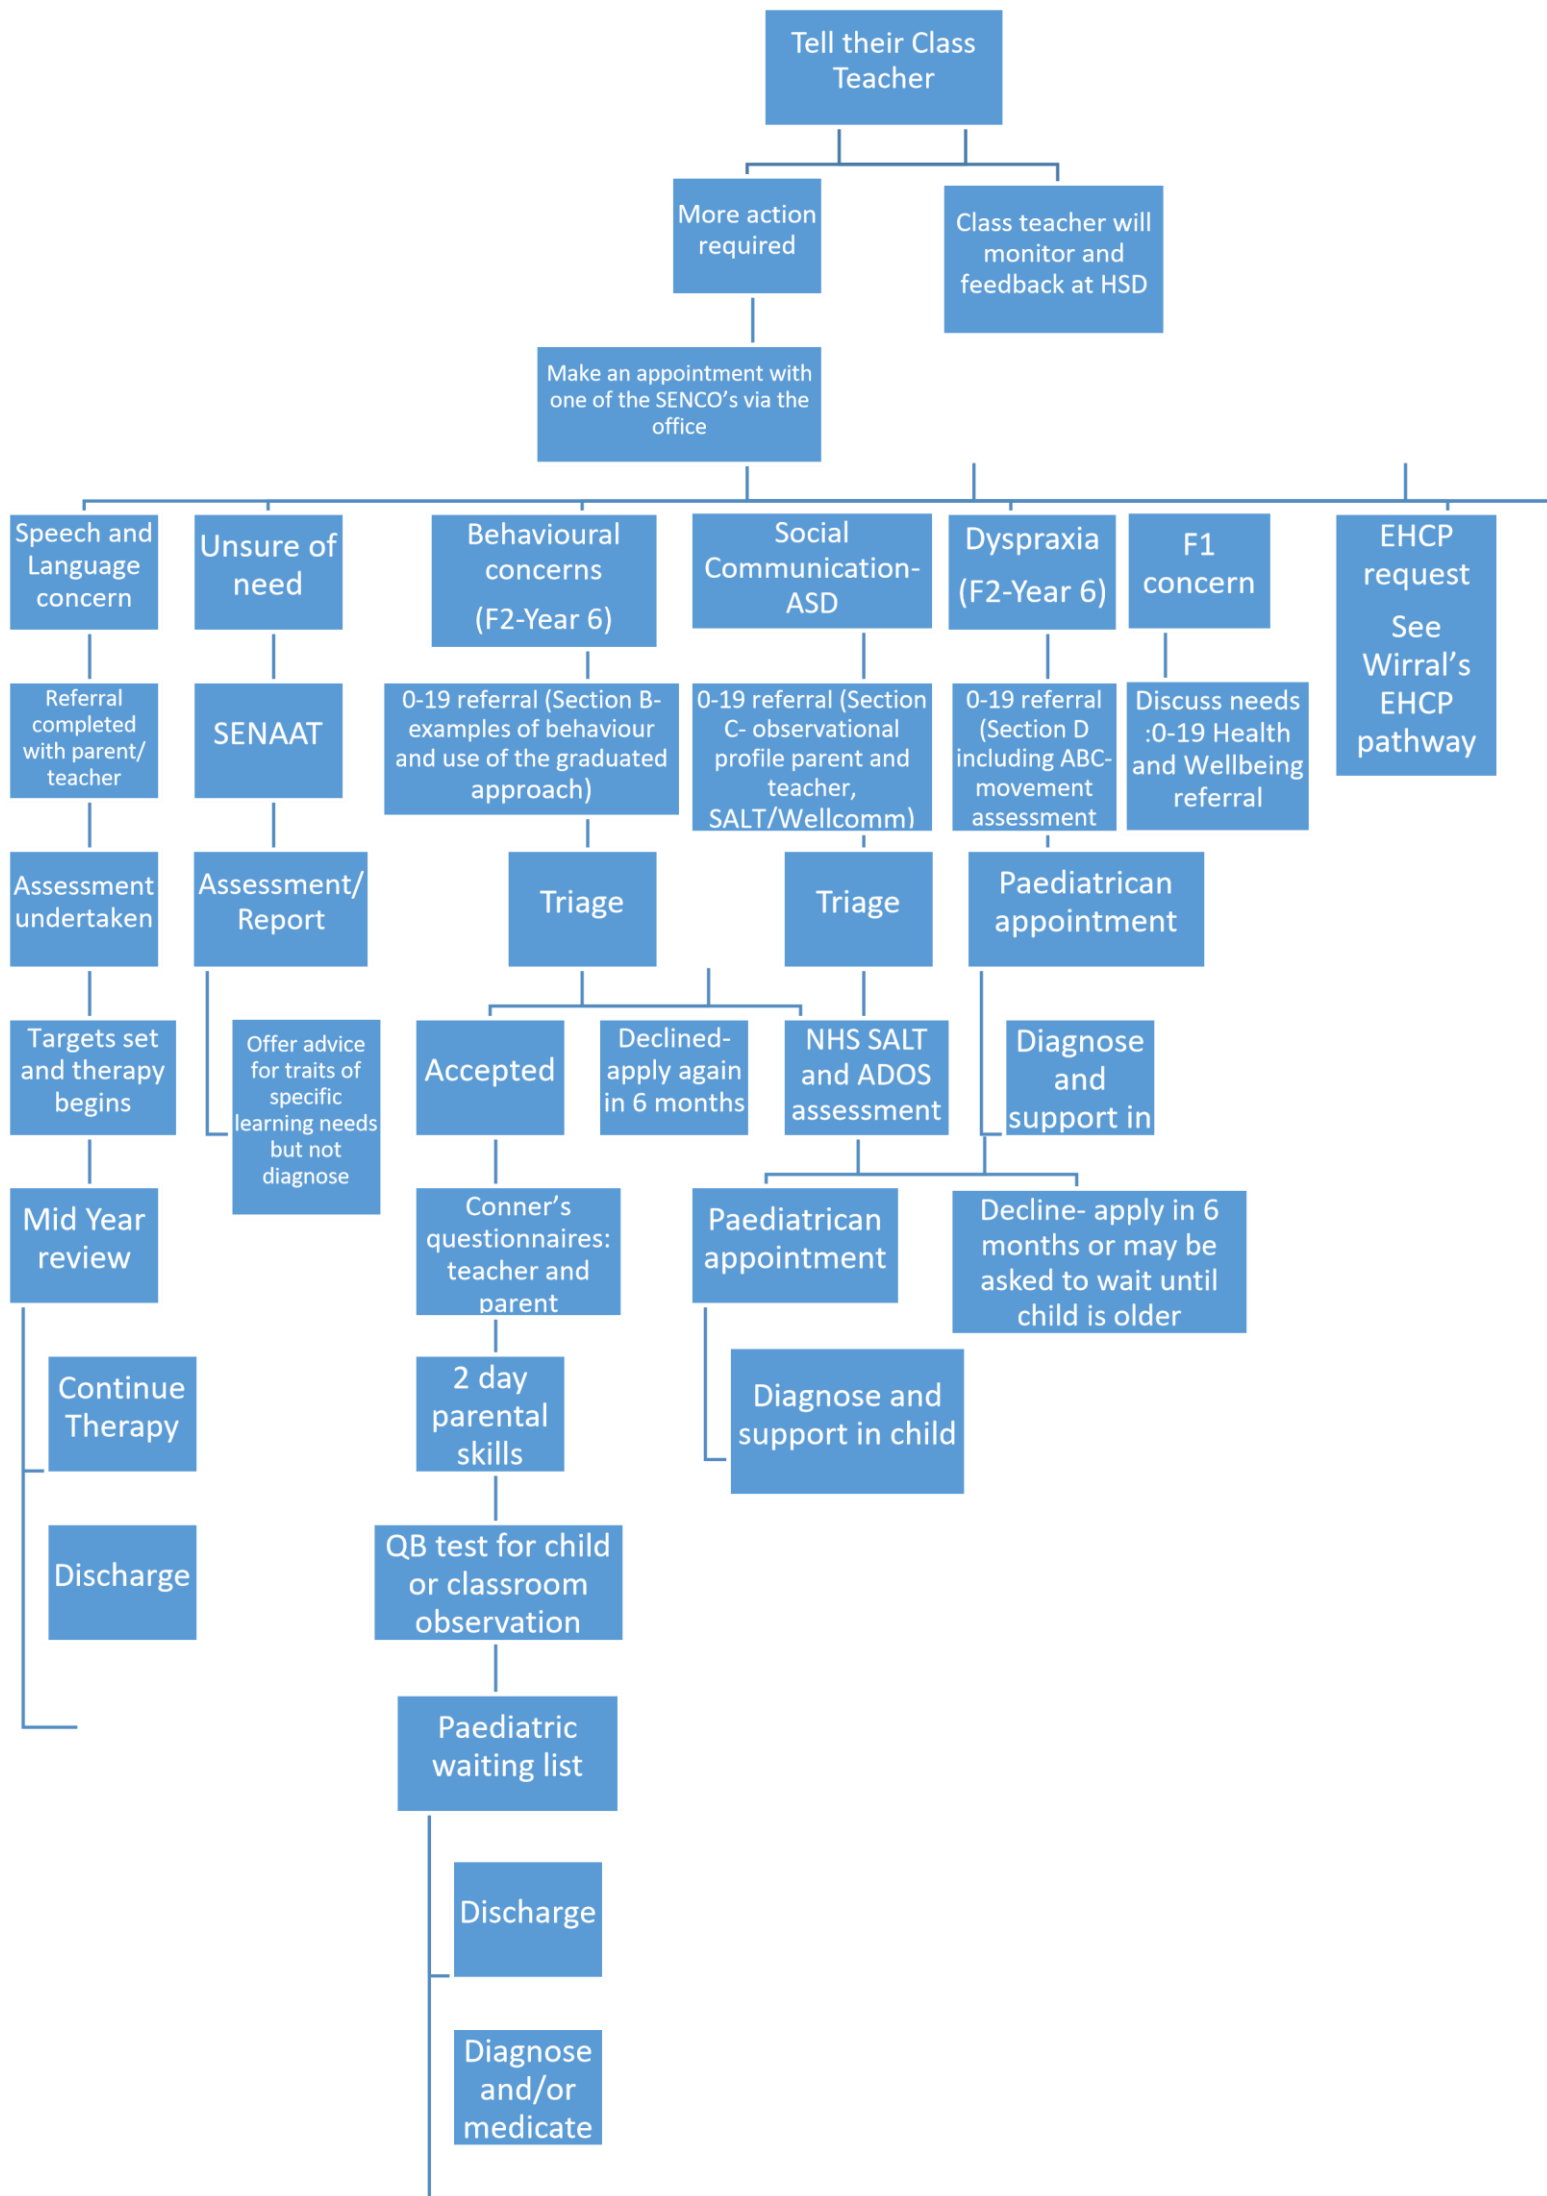 Tell their Class
Teacher
More action
required
Class teacher will
monitor and
feedback at HSD
Make an appointment with
one of the SENCO's via the
office
Speech and
Language
concern
Unsure of
need
Behavioural
concerns
(F2-Year 6)
Social
Communication-
ASD
Dyspraxia
(F2-Year 6)
F1
concern
EHCP
request
See
Wirral's
EHCP
pathway
Referral
completed
with parent/
teacher
SENAAT
0-19 referral (Section B-
examples of behaviour
and use of the graduated
approach)
0-19 referral (Section
C- observational
profile parent and
teacher,
SALT/Wellcomm)
0-19 referral
(Section D
including ABC-
movement
assessment
Discuss needs
:0-19 Health
and Wellbeing
referral
Assessment
undertaken
Assessment/
Report
Triage
Triage
Paediatrican
appointment
Targets set
and therapy
begins
Offer advice
for traits of
specific
learning needs
but not
diagnose
Accepted
Declined-
apply again
in 6 months
NHS SALT
and ADOS
assessment
Diagnose
and
support in
Mid Year
review
Conner's
questionnaires:
teacher and
parent
Paediatrican
appointment
Decline- apply in 6
months or may be
asked to wait until
child is older
Continue
Therapy
2 day
parental
skills
Diagnose and
support in child
Discharge
QB test for child
or classroom
observation
Paediatric
waiting list
Discharge
Diagnose
and/or
medicate